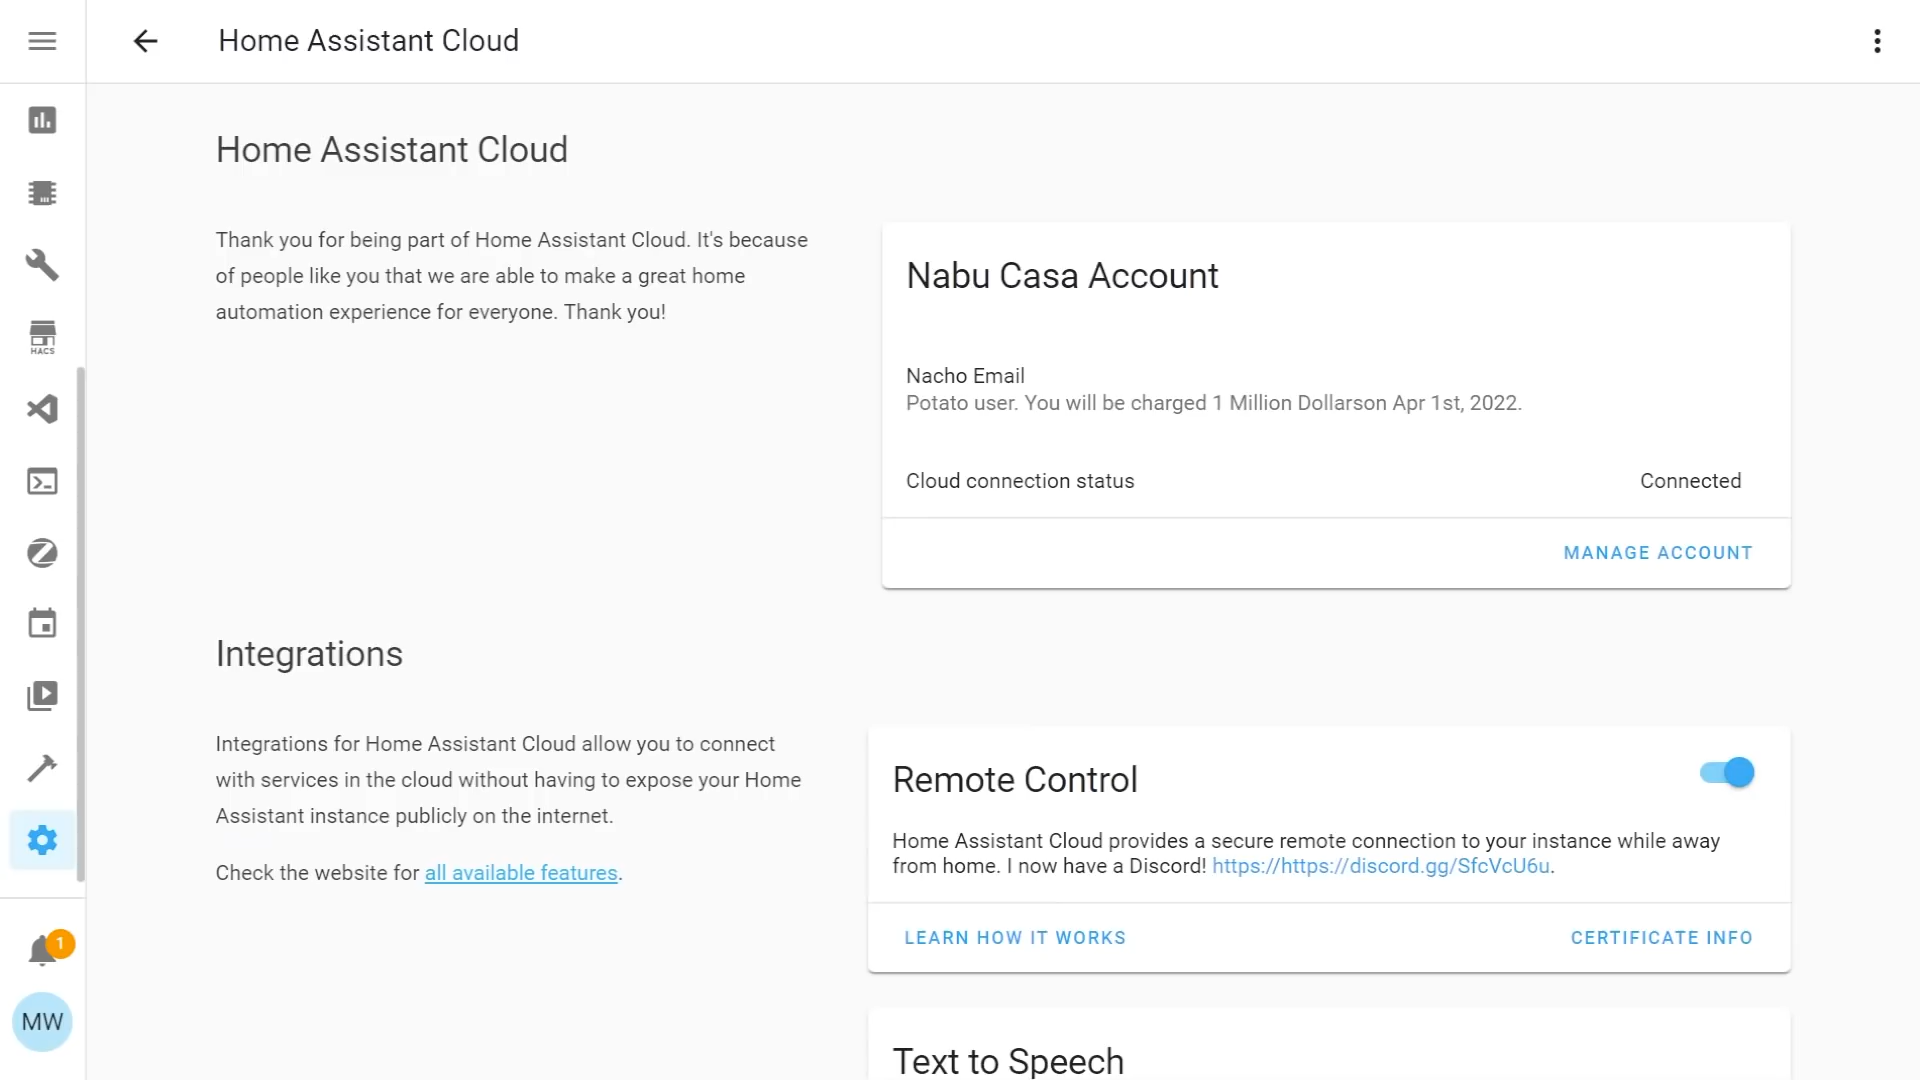 Home Assistant Cloud
Home Assistant Cloud
Thank you for being part of Home Assistant Cloud. It's because
of people like you that we are able to make a great home
automation experience for everyone. Thank you!
Nabu Casa Account
Nacho Email
Potato user. You will be charged 1 Million Dollarson Apr 1st, 2022.
Cloud connection status
Connected
MANAGE ACCOUNT
Integrations
Integrations for Home Assistant Cloud allow you to connect
with services in the cloud without having to expose your Home
Assistant instance publicly on the internet.
Check the website for all available features.
Remote Control
Home Assistant Cloud provides a secure remote connection to your instance while away
from home. I now have a Discord! https://https://discord.gg/SfcVcU6u.
LEARN HOW IT WORKS
CERTIFICATE INFO
Text to Speech
HACS
1
MW